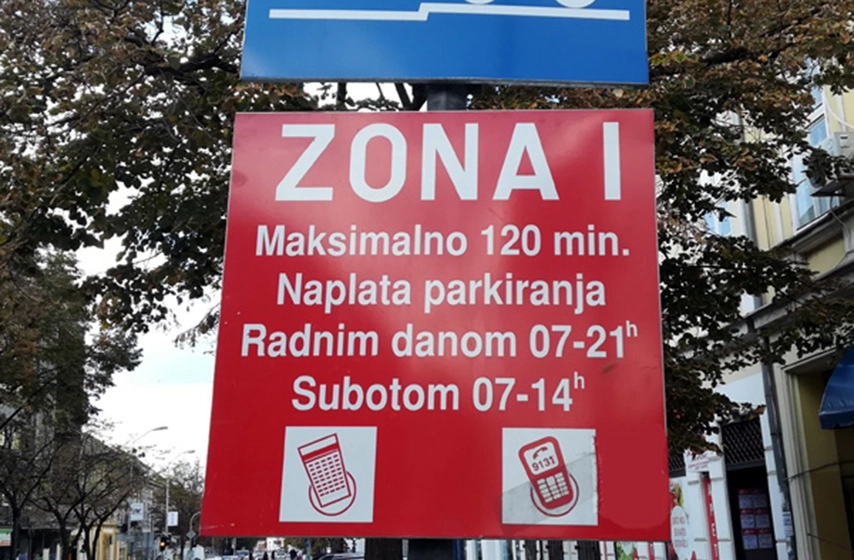 ZONA I
Maksimalno 120 min.
Naplata parkiranja
Radnim danom 07-21h
Subotom 07-14h
9131